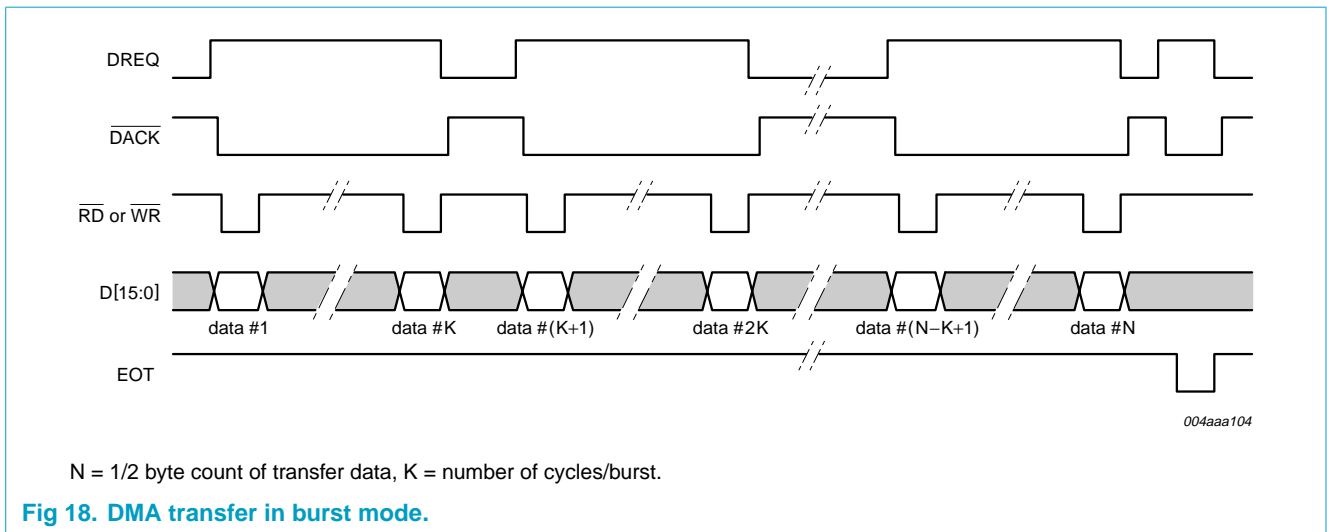 DREQ
DACK
RD or WR
D[15:0]
data #1 data #K data #(K+1) data #2K data #(N−K+1) data #N
EOT
004aaa104
N = 1/2 byte count of transfer data, K = number of cycles/burst.
Fig 18. DMA transfer in burst mode.